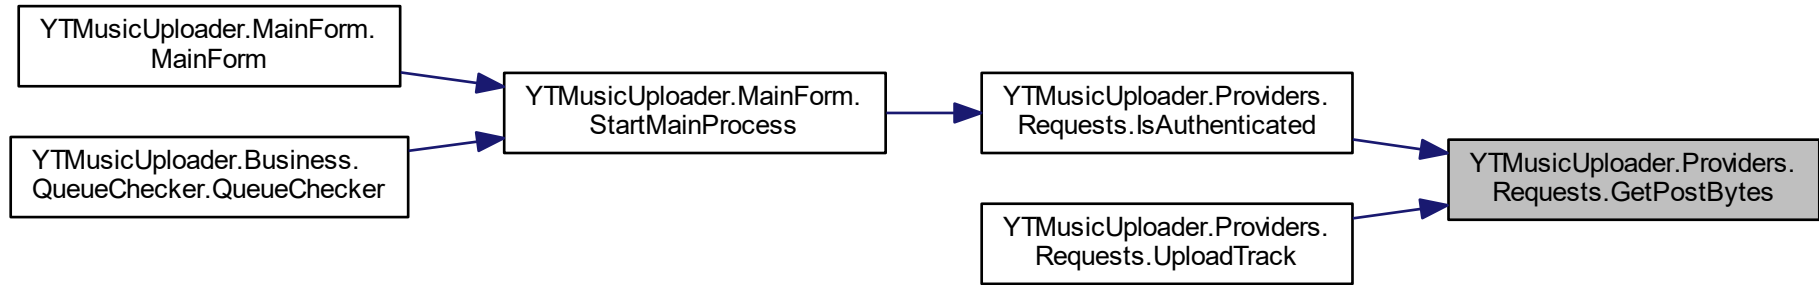 YTMusicUploader.MainForm.
MainForm
YTMusicUploader.Business.
QueueChecker.QueueChecker
YTMusicUploader.MainForm.
StartMainProcess
YTMusicUploader.Providers.
Requests.IsAuthenticated
YTMusicUploader.Providers.
Requests.UploadTrack
YTMusicUploader.Providers.
Requests.GetPostBytes